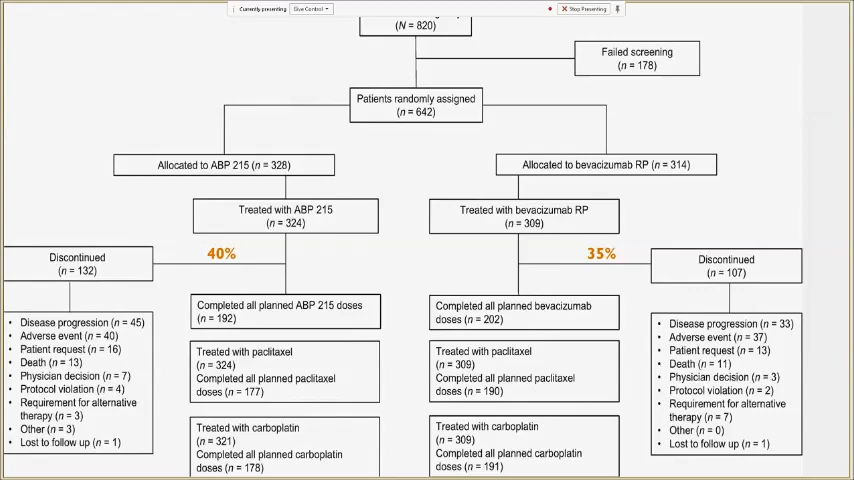 Currently presenting
Give Control
Stop Presenting
(N = 820)
Failed screening
(n = 178)
Patients randomly assigned
(n = 642)
Allocated to ABP 215 (n = 328)
Allocated to bevacizumab RP (n = 314)
Treated with ABP 215
(n = 324)
Treated with bevacizumab RP
(n = 309)
40%
35%
Discontinued
(n = 132)
Discontinued
(n = 107)
Completed all planned ABP 215 doses
(n = 192)
Completed all planned bevacizumab
doses (n = 202)
• Disease progression (n = 45)
• Adverse event (n = 40)
• Patient request (n = 16)
• Death (n = 13)
• Physician decision (n = 7)
• Protocol violation (n = 4)
• Requirement for alternative
therapy (n = 3)
• Other (n = 3)
• Lost to follow up (n = 1)
Treated with paclitaxel
(n = 324)
Completed all planned paclitaxel
doses (n = 177)
Treated with paclitaxel
(n = 309)
Completed all planned paclitaxel
doses (n = 190)
• Disease progression (n = 33)
• Adverse event (n = 37)
• Patient request (n = 13)
• Death (n = 11)
• Physician decision (n = 3)
• Protocol violation (n = 2)
• Requirement for alternative
therapy (n = 7)
• Other (n = 0)
• Lost to follow up (n = 1)
Treated with carboplatin
(n = 321)
Completed all planned carboplatin
doses (n = 178)
Treated with carboplatin
(n = 309)
Completed all planned carboplatin
doses (n = 191)